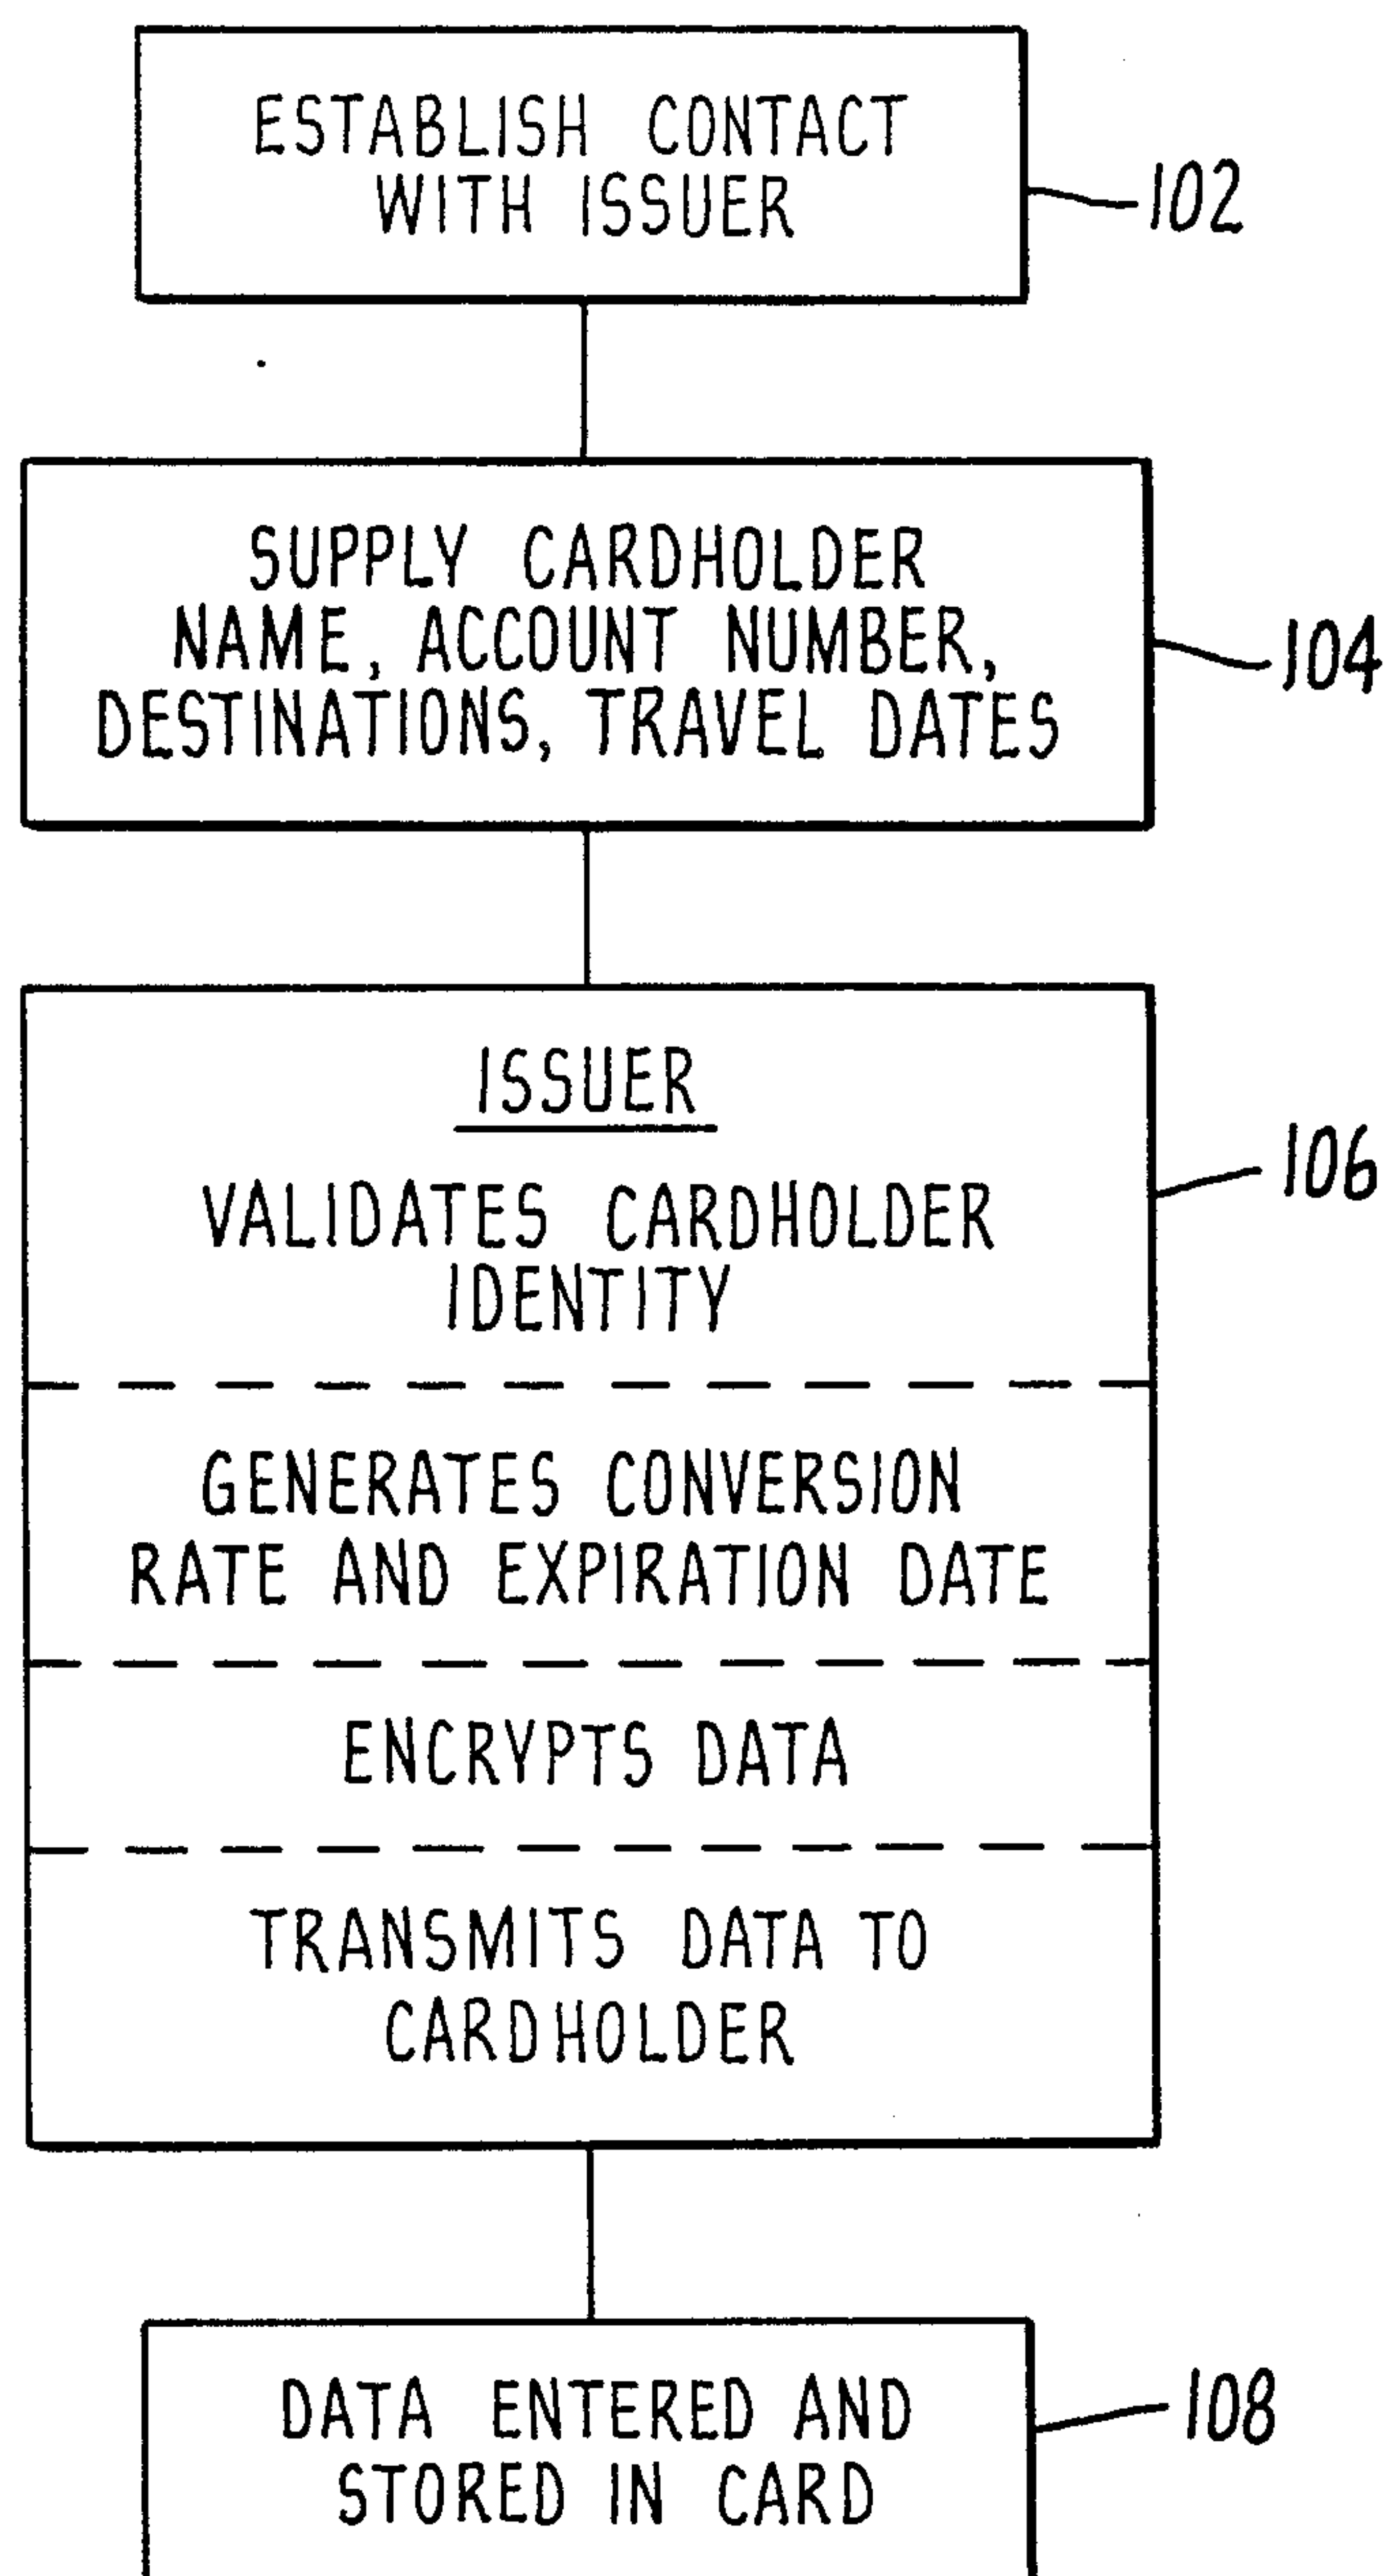 ESTABLISH CONTACT
WITH ISSUER
102
SUPPLY CARDHOLDER
NAME, ACCOUNT NUMBER,
DESTINATIONS, TRAVEL DATES
104
ISSUER
106
VALIDATES CARDHOLDER
IDENTITY
GENERATES CONVERSION
RATE AND EXPIRATION DATE
ENCRYPTS DATA
TRANSMITS DATA TO
CARDHOLDER
DATA ENTERED AND
STORED IN CARD
108